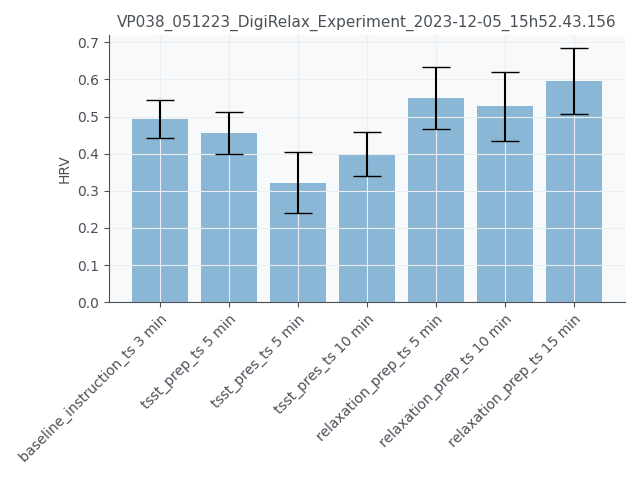 VP038_051223_DigiRelax_Experiment_2023-12-05_15h52.43.156
0.7
0.6
0.5
0.4
0.3
0.2
0.1
0.0
HRV
baseline_instruction_ts 3 min
tsst_prep_ts 5 min
tsst_pres_ts 5 min
tsst_pres_ts 10 min
relaxation_prep_ts 5 min
relaxation_prep_ts 10 min
relaxation_prep_ts 15 min